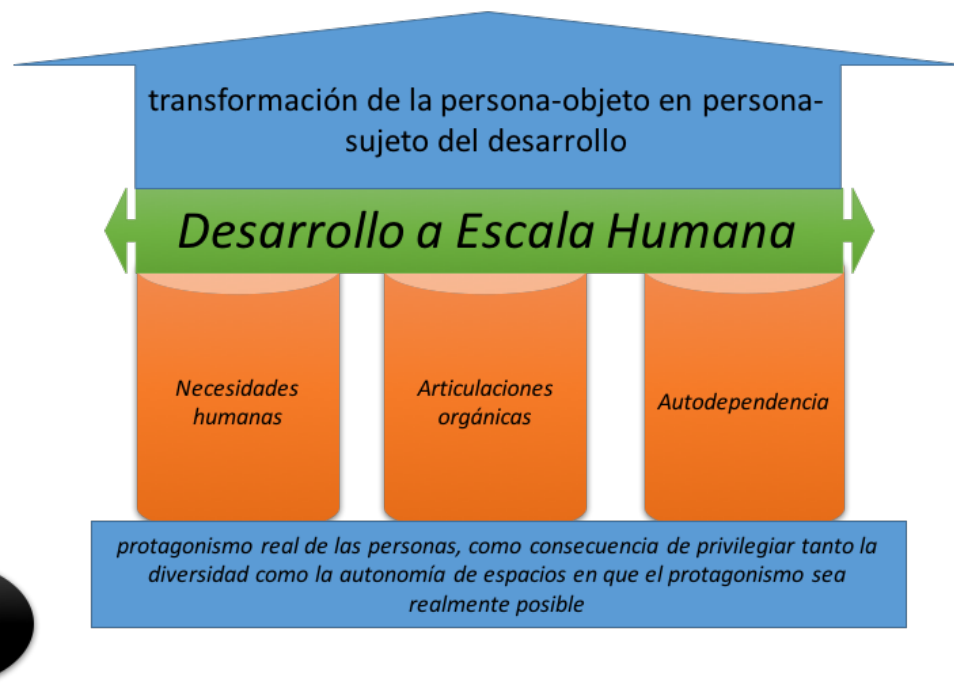 transformación de la persona-objeto en persona-
sujeto del desarrollo
Desarrollo a Escala Humana
Necesidades
humanas
Articulaciones
orgánicas
Autodependencia
protagonismo real de las personas, como consecuencia de privilegiar tanto la
diversidad como la autonomía de espacios en que el protagonismo sea
realmente posible